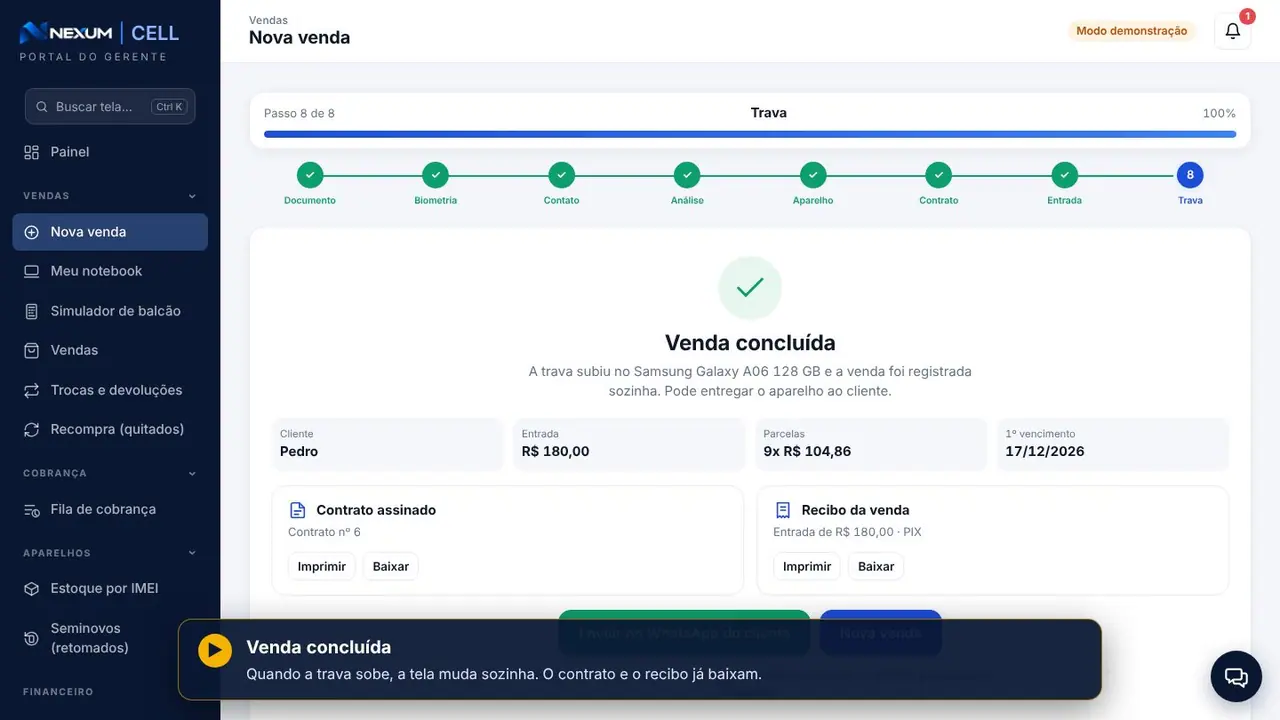 NEXUM | CELL
PORTAL DO GERENTE
Buscar tela...
Ctrl K
Painel
VENDAS
Nova venda
Meu notebook
Simulador de balcão
Vendas
Trocas e devoluções
Recompra (quitados)
COBRANÇA
Fila de cobrança
APARELHOS
Estoque por IMEI
Seminovos
(retomados)
FINANCEIRO
Vendas
Nova venda
Modo demonstração
1
Passo 8 de 8
Trava
100%
8
Documento
Biometria
Contato
Análise
Aparelho
Contrato
Entrada
Trava
Venda concluída
A trava subiu no Samsung Galaxy A06 128 GB e a venda foi registrada
sozinha. Pode entregar o aparelho ao cliente.
Cliente
Pedro
Entrada
R$ 180,00
Parcelas
9x R$ 104,86
1º vencimento
17/12/2026
Contrato assinado
Contrato nº 6
Imprimir
Baixar
Recibo da venda
Entrada de R$ 180,00 · PIX
Imprimir
Baixar
Nova venda
Venda concluída
Quando a trava sobe, a tela muda sozinha. O contrato e o recibo já baixam.